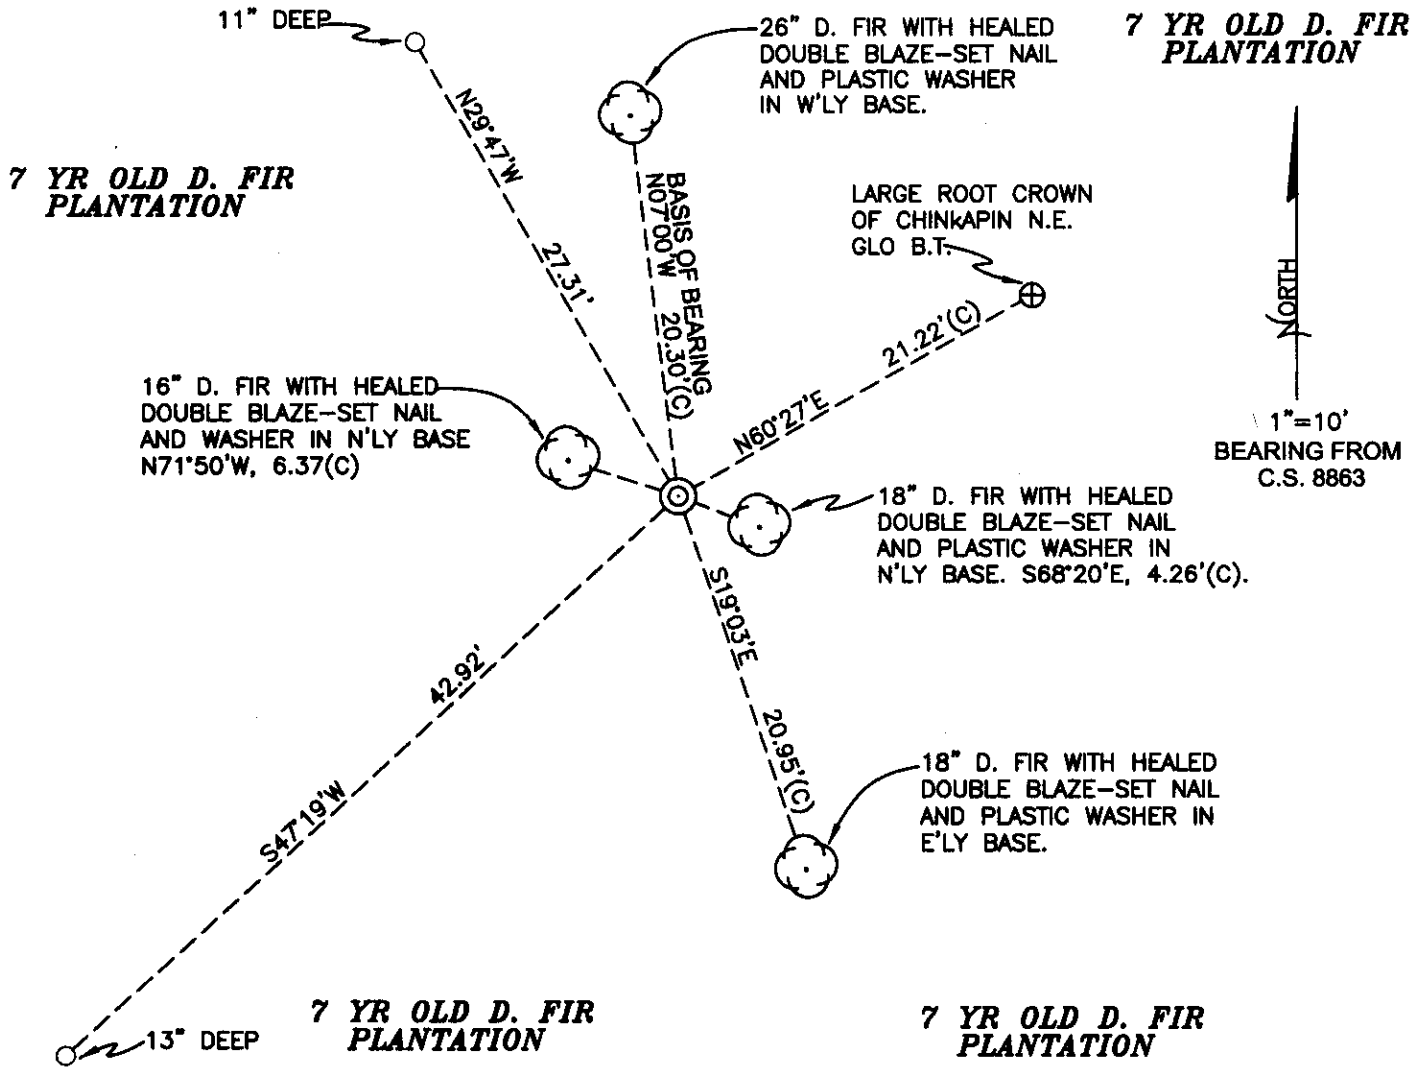 11" DEEP
26" D. FIR WITH HEALED
DOUBLE BLAZE-SET NAIL
AND PLASTIC WASHER
IN W'LY BASE.
7 YR OLD D. FIR
PLANTATION
7 YR OLD D. FIR
PLANTATION
N29°47'W
27.31'
BASIS OF BEARING
N07°00'W 20.30'(C)
LARGE ROOT CROWN
OF CHINKAPIN N.E.
GLO B.T.
N60°27'E
21.22'(C)
NORTH
1"=10'
BEARING FROM
C.S. 8863
16" D. FIR WITH HEALED
DOUBLE BLAZE-SET NAIL
AND WASHER IN N'LY BASE
N71°50'W, 6.37(C)
18" D. FIR WITH HEALED
DOUBLE BLAZE-SET NAIL
AND PLASTIC WASHER IN
N'LY BASE. S68°20'E, 4.26'(C).
S19°03'E
20.95'(C)
42.92'
S47°19'W
18" D. FIR WITH HEALED
DOUBLE BLAZE-SET NAIL
AND PLASTIC WASHER IN
E'LY BASE.
13" DEEP
7 YR OLD D. FIR
PLANTATION
7 YR OLD D. FIR
PLANTATION